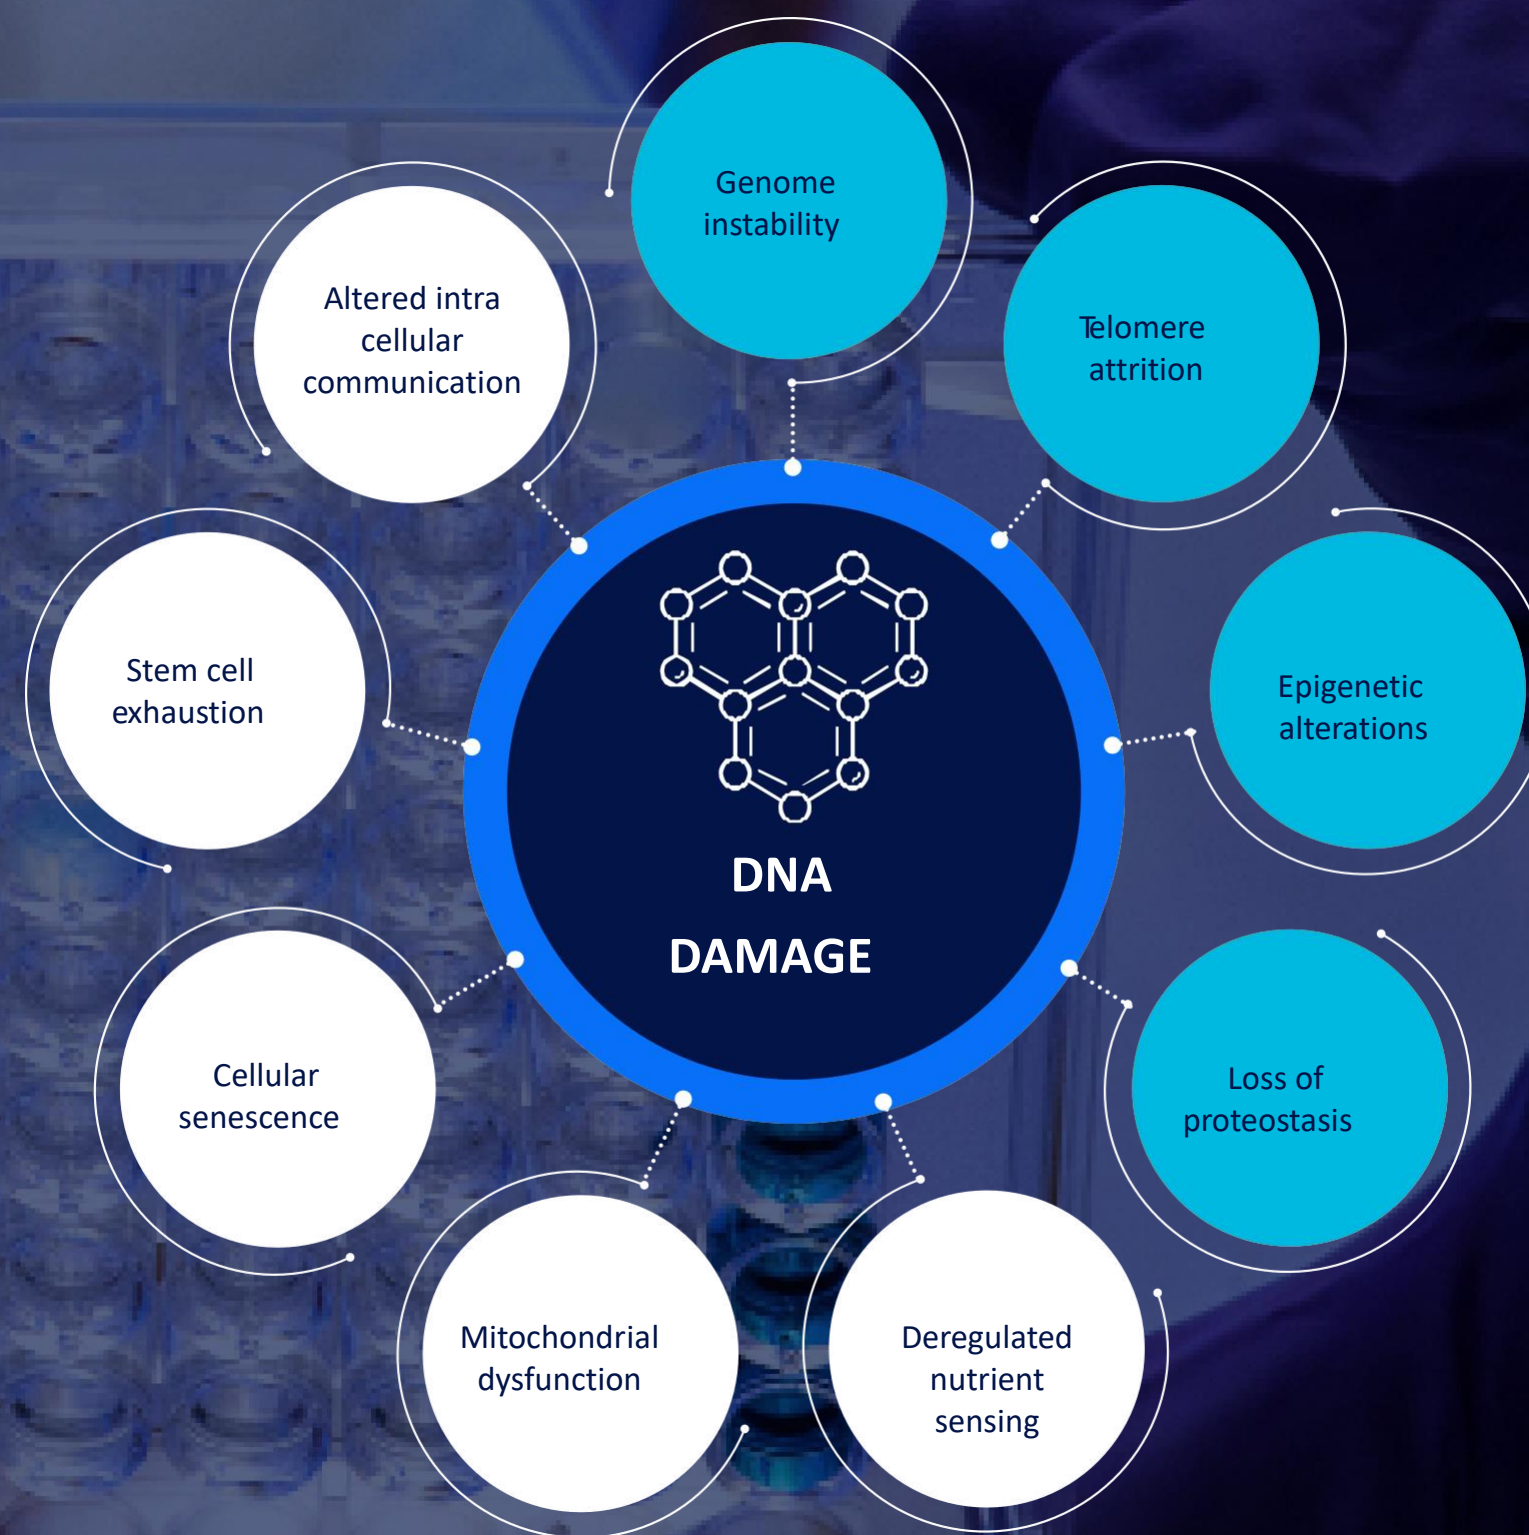 Genome
instability
Telomere
attrition
Epigenetic
alterations
Loss of
proteostasis
Deregulated
nutrient
sensing
Mitochondrial
dysfunction
Cellular
senescence
Stem cell
exhaustion
Altered intra
cellular
communication
DNA
DAMAGE